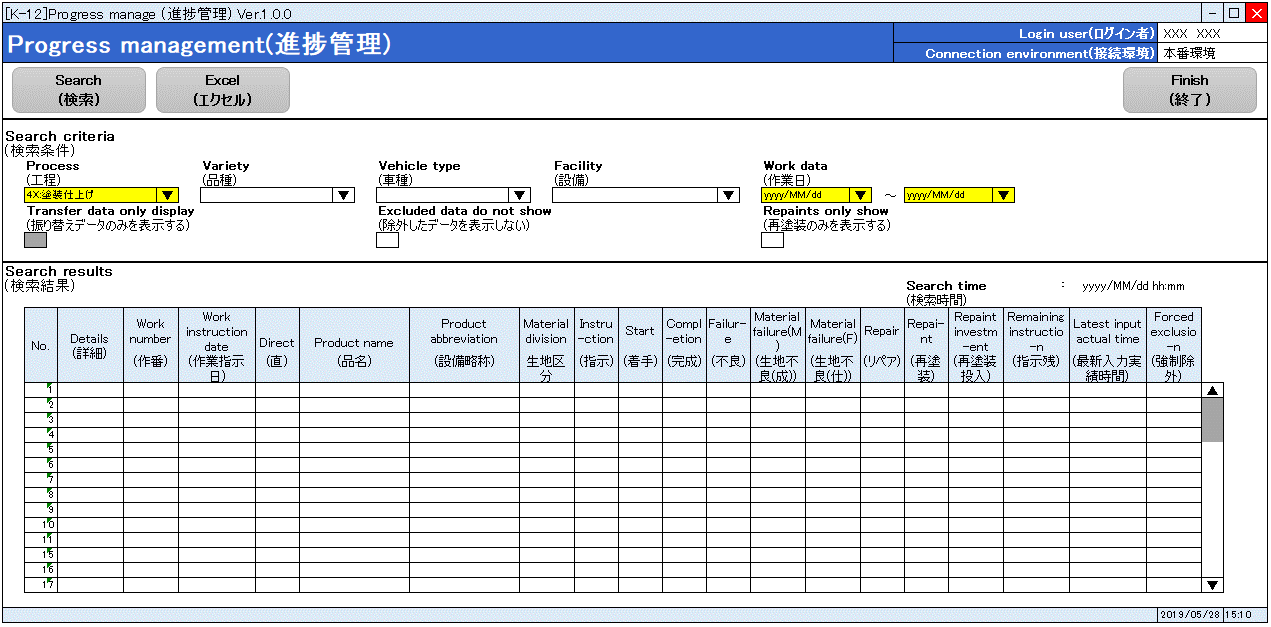 [K-12]Progress manage (進捗管理) Ver.1.0.0
Progress management(進捗管理)
Login user(ログイン者) XXX XXX
Connection environment(接続環境) 本番環境
Search
(検索)
Excel
(エクセル)
Finish
(終了)
Search criteria
(検索条件)
Process
(工程)
4X:塗装仕上げ
Variety
(品種)
Vehicle type
(車種)
Facility
(設備)
Work data
(作業日)
yyyy/MM/dd ～ yyyy/MM/dd
Transfer data only display
(振り替えデータのみを表示する)
Excluded data do not show
(除外したデータを表示しない)
Repaints only show
(再塗装のみを表示する)
Search results
(検索結果)
Search time : yyyy/MM/dd hh:mm
(検索時間)
No.
Details
(詳細)
Work
number
(作番)
Work
instruction
date
(作業指示
日)
Direct
(直)
Product name
(品名)
Product
abbreviation
(設備略称)
Material
division
生地区
分
Instru
-ction
(指示)
Start
(着手)
Compl
-etion
(完成)
Failur-
e
(不良)
Material
failure(M
)
(生地不
良(成))
Material
failure(F)
(生地不
良(仕))
Repair
(リペア)
Repai-
nt
(再塗
装)
Repaint
investm
-ent
(再塗装
投入)
Remaining
instructio
-n
(指示残)
Latest input
actual time
(最新入力実
績時間)
Forced
exclusio
-n
(強制除
外)
1
2
3
4
5
6
7
8
9
10
11
15
16
17
2019/05/28 15:10